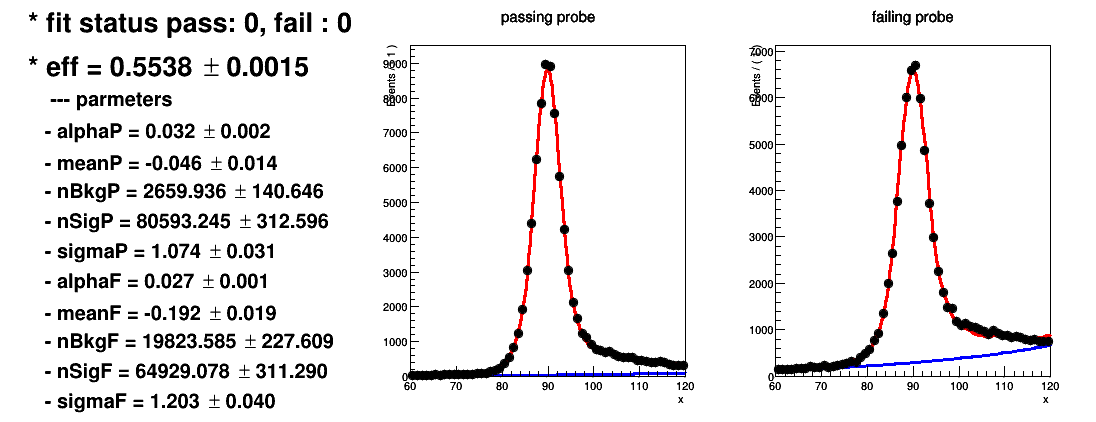 * fit status pass: 0, fail : 0
* eff = 0.5538 ± 0.0015
--- parmeters
- alphaP = 0.032 ± 0.002
- meanP = -0.046 ± 0.014
- nBkgP = 2659.936 ± 140.646
- nSigP = 80593.245 ± 312.596
- sigmaP = 1.074 ± 0.031
- alphaF = 0.027 ± 0.001
- meanF = -0.192 ± 0.019
- nBkgF = 19823.585 ± 227.609
- nSigF = 64929.078 ± 311.290
- sigmaF = 1.203 ± 0.040
passing probe
9000
8000
7000
6000
5000
4000
3000
2000
1000
0
60 70 80 90 100 110 120
x
failing probe
7000
6000
5000
4000
3000
2000
1000
0
60 70 80 90 100 110 120
x